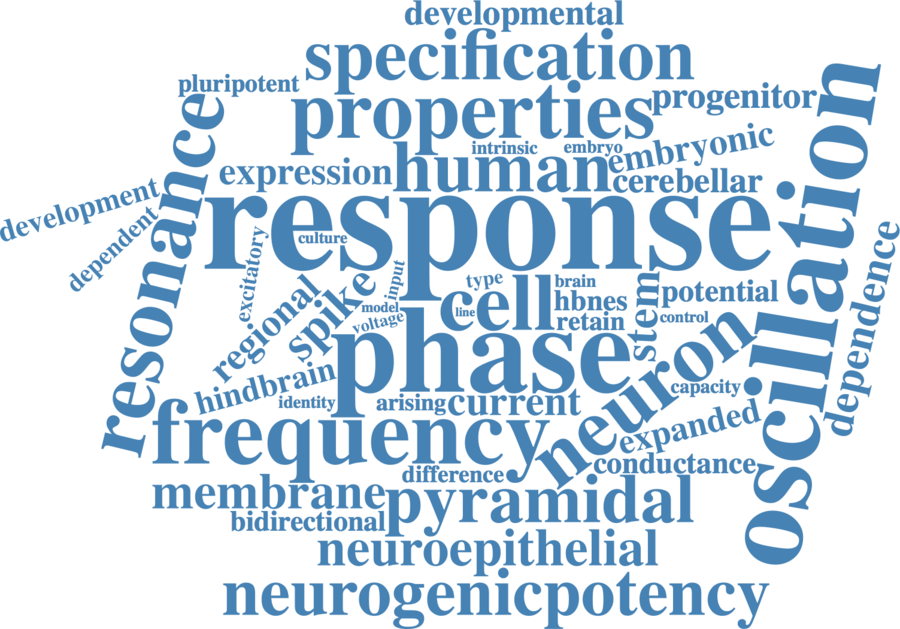 developmental
specification
pluripotent
properties
progenitor
resonance
oscillation
intrinsic
embryo
embryonic
expression
human
cerebellar
development
response
dependent
excitatory
culture
dependence
input
type
brain
regional
spike
model
line
cell
hbnes
stem
potential
voltage
retain
control
phase
neuron
hindbrain
identity
arising
current
capacity
frequency
expanded
difference
conductance
membrane
pyramidal
bidirectional
neuroepithelial
neurogenicpotency